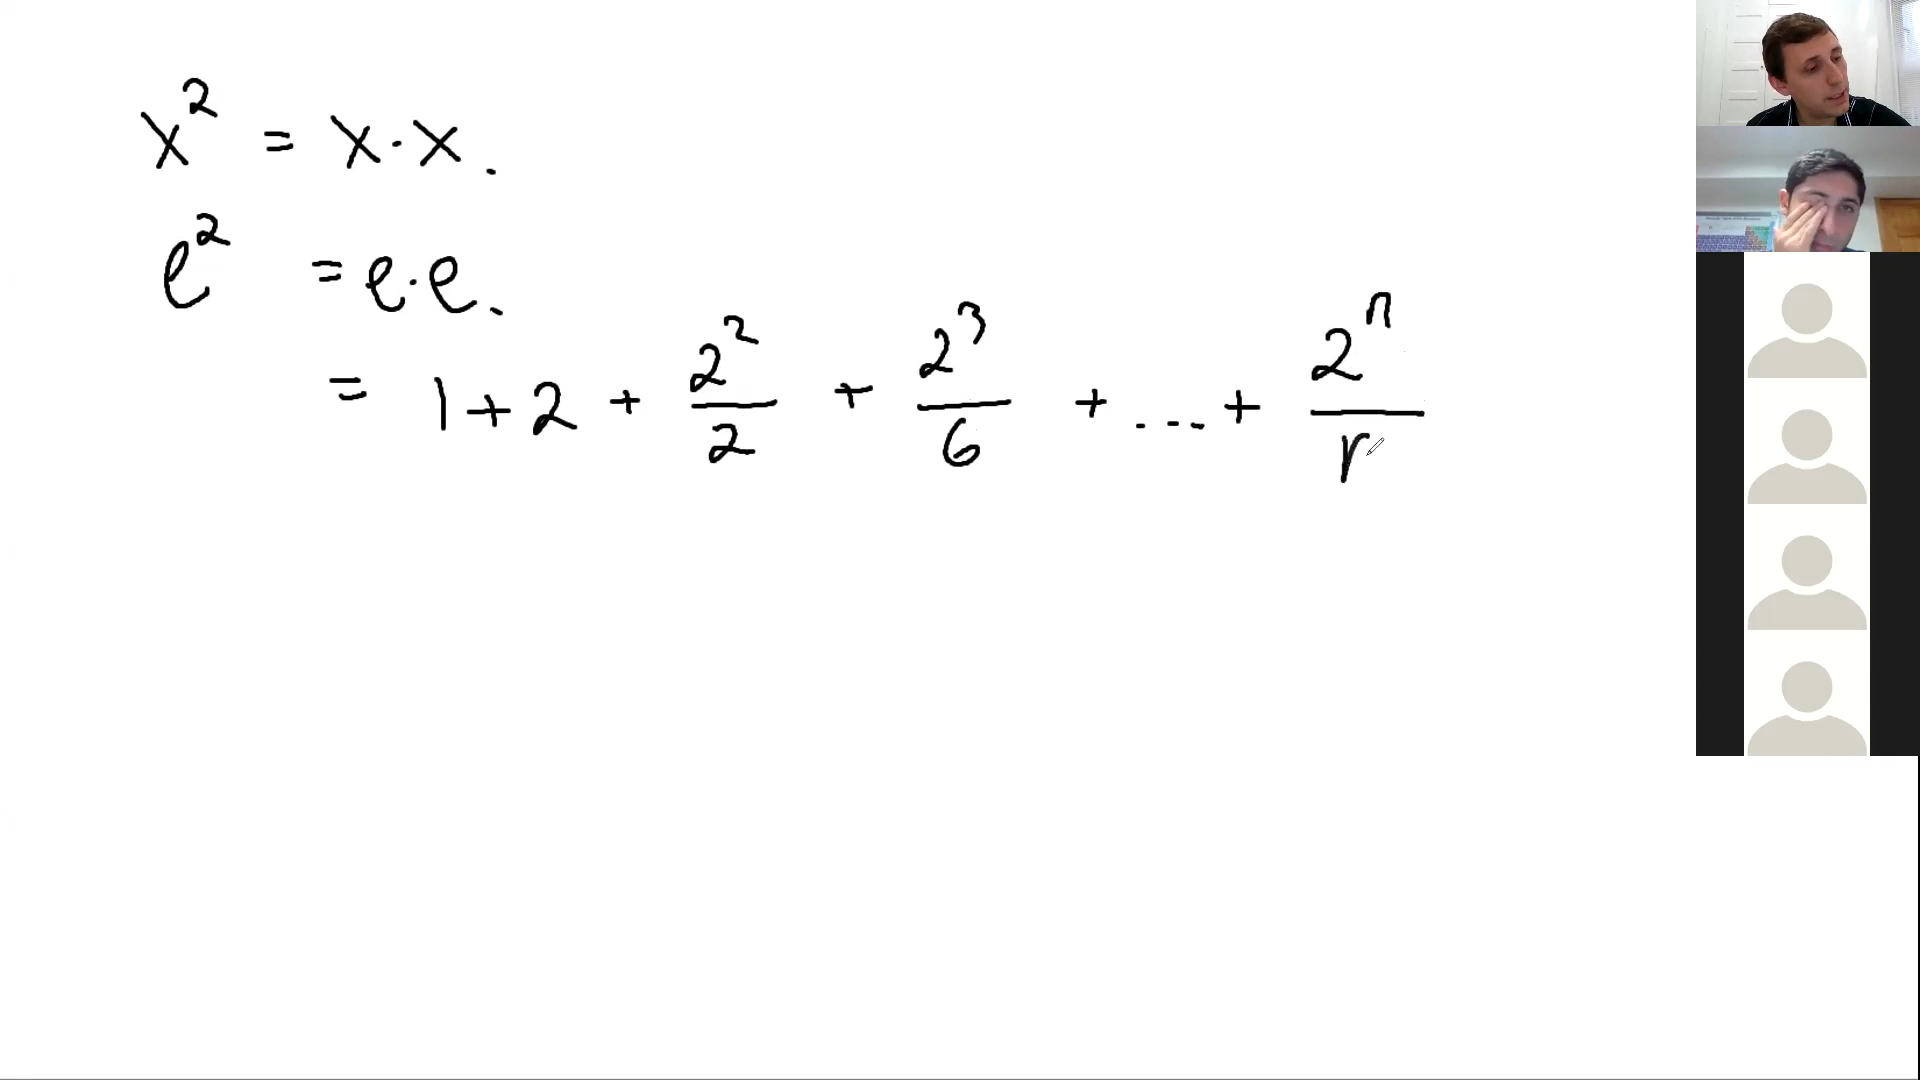 x² = x·x.
e² = e·e.
= 1 + 2 + 2²/2 + 2³/6 + ... + 2ⁿ/r